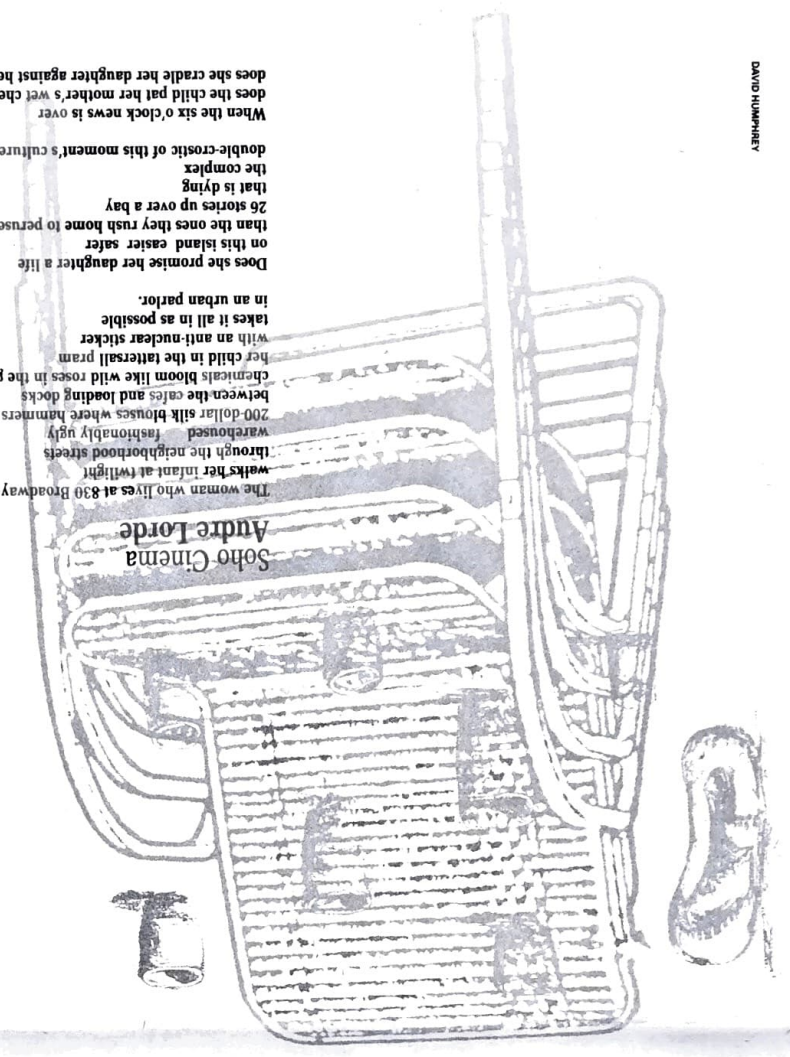 Soho Cinema
Audre Lorde
The woman who lives at 830 Broadway
walks her infant at twilight
through the neighborhood streets
warehoused fashionably ugly
200-dollar silk blouses where hammers
between the cafes and loading docks
chemicals bloom like wild roses in the g
her child in the tattersall pram
with an anti-nuclear sticker
takes it all in as possible
in an urban parlor.
Does she promise her daughter a life
on this island easier safer
than the ones they rush home to peruse
26 stories up over a bay
that is dying
the complex
double-crostic of this moment's culture
When the six o'clock news is over
does the child pat her mother's wet che
does she cradle her daughter against he
DAVID HUMPHREY